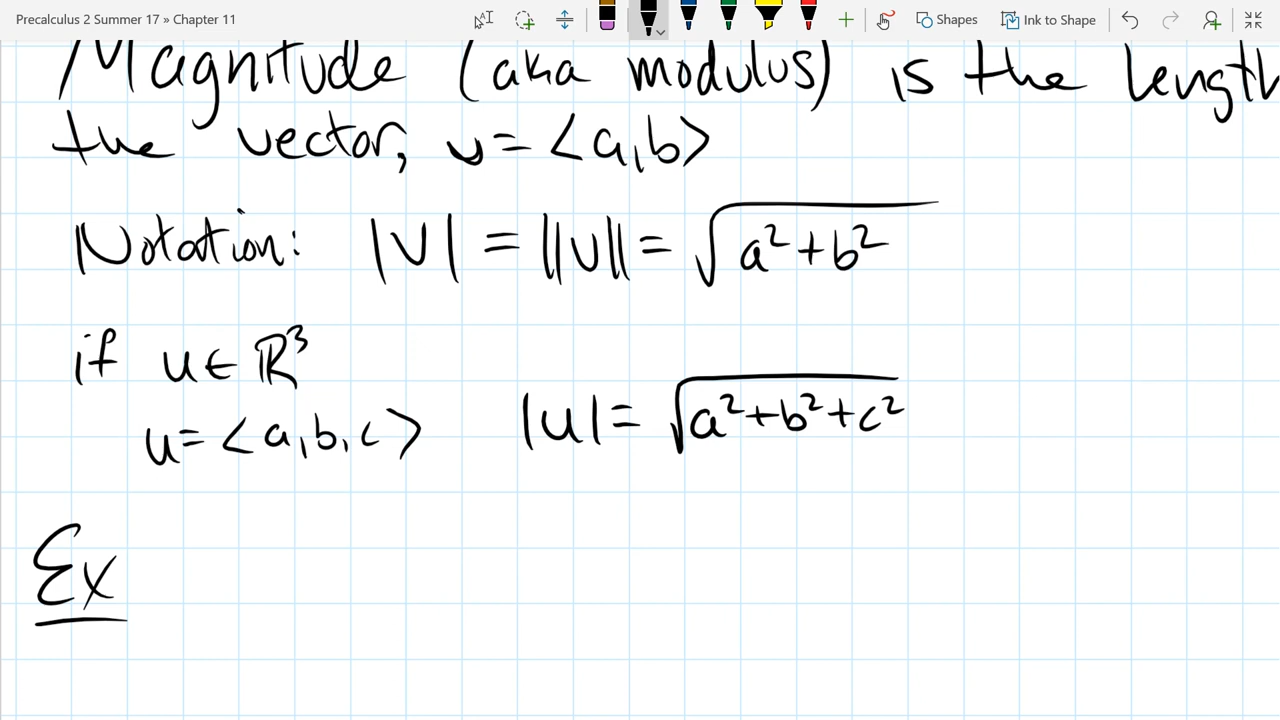 Precalculus 2 Summer 17 » Chapter 11
Shapes
Ink to Shape
Magnitude (aka modulus) is the length
the vector, v = <a,b>
Notation: |V| = ||V|| = √a²+b²
if u ∈ ℝ³
u = <a,b,c> |u| = √a²+b²+c²
Ex